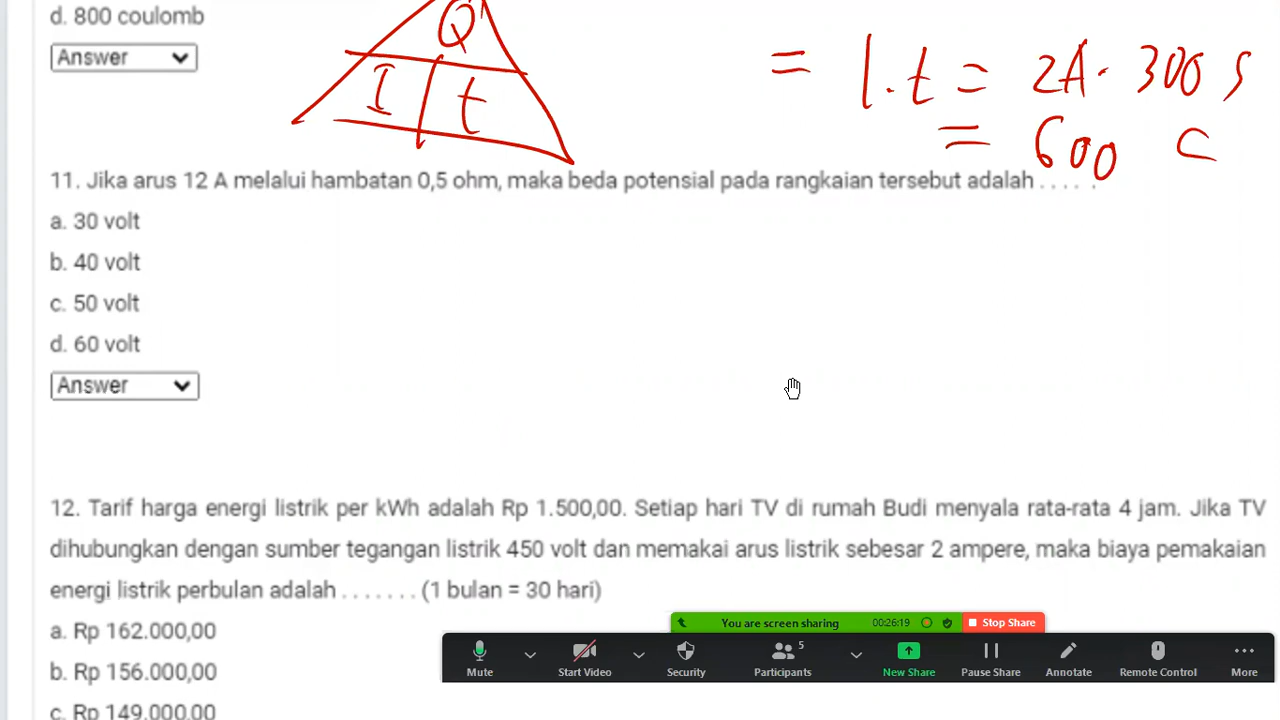 d. 800 coulomb
Answer
Q
I t
= I.t = 2A. 300 s
= 600 C
11. Jika arus 12 A melalui hambatan 0,5 ohm, maka beda potensial pada rangkaian tersebut adalah . . . . .
a. 30 volt
b. 40 volt
c. 50 volt
d. 60 volt
Answer
12. Tarif harga energi listrik per kWh adalah Rp 1.500,00. Setiap hari TV di rumah Budi menyala rata-rata 4 jam. Jika TV
dihubungkan dengan sumber tegangan listrik 450 volt dan memakai arus listrik sebesar 2 ampere, maka biaya pemakaian
energi listrik perbulan adalah . . . . . . . (1 bulan = 30 hari)
You are screen sharing 00:26:19 Stop Share
a. Rp 162.000,00
b. Rp 156.000,00
c. Rp 149.000,00
Mute Start Video Security Participants 5 New Share Pause Share Annotate Remote Control More